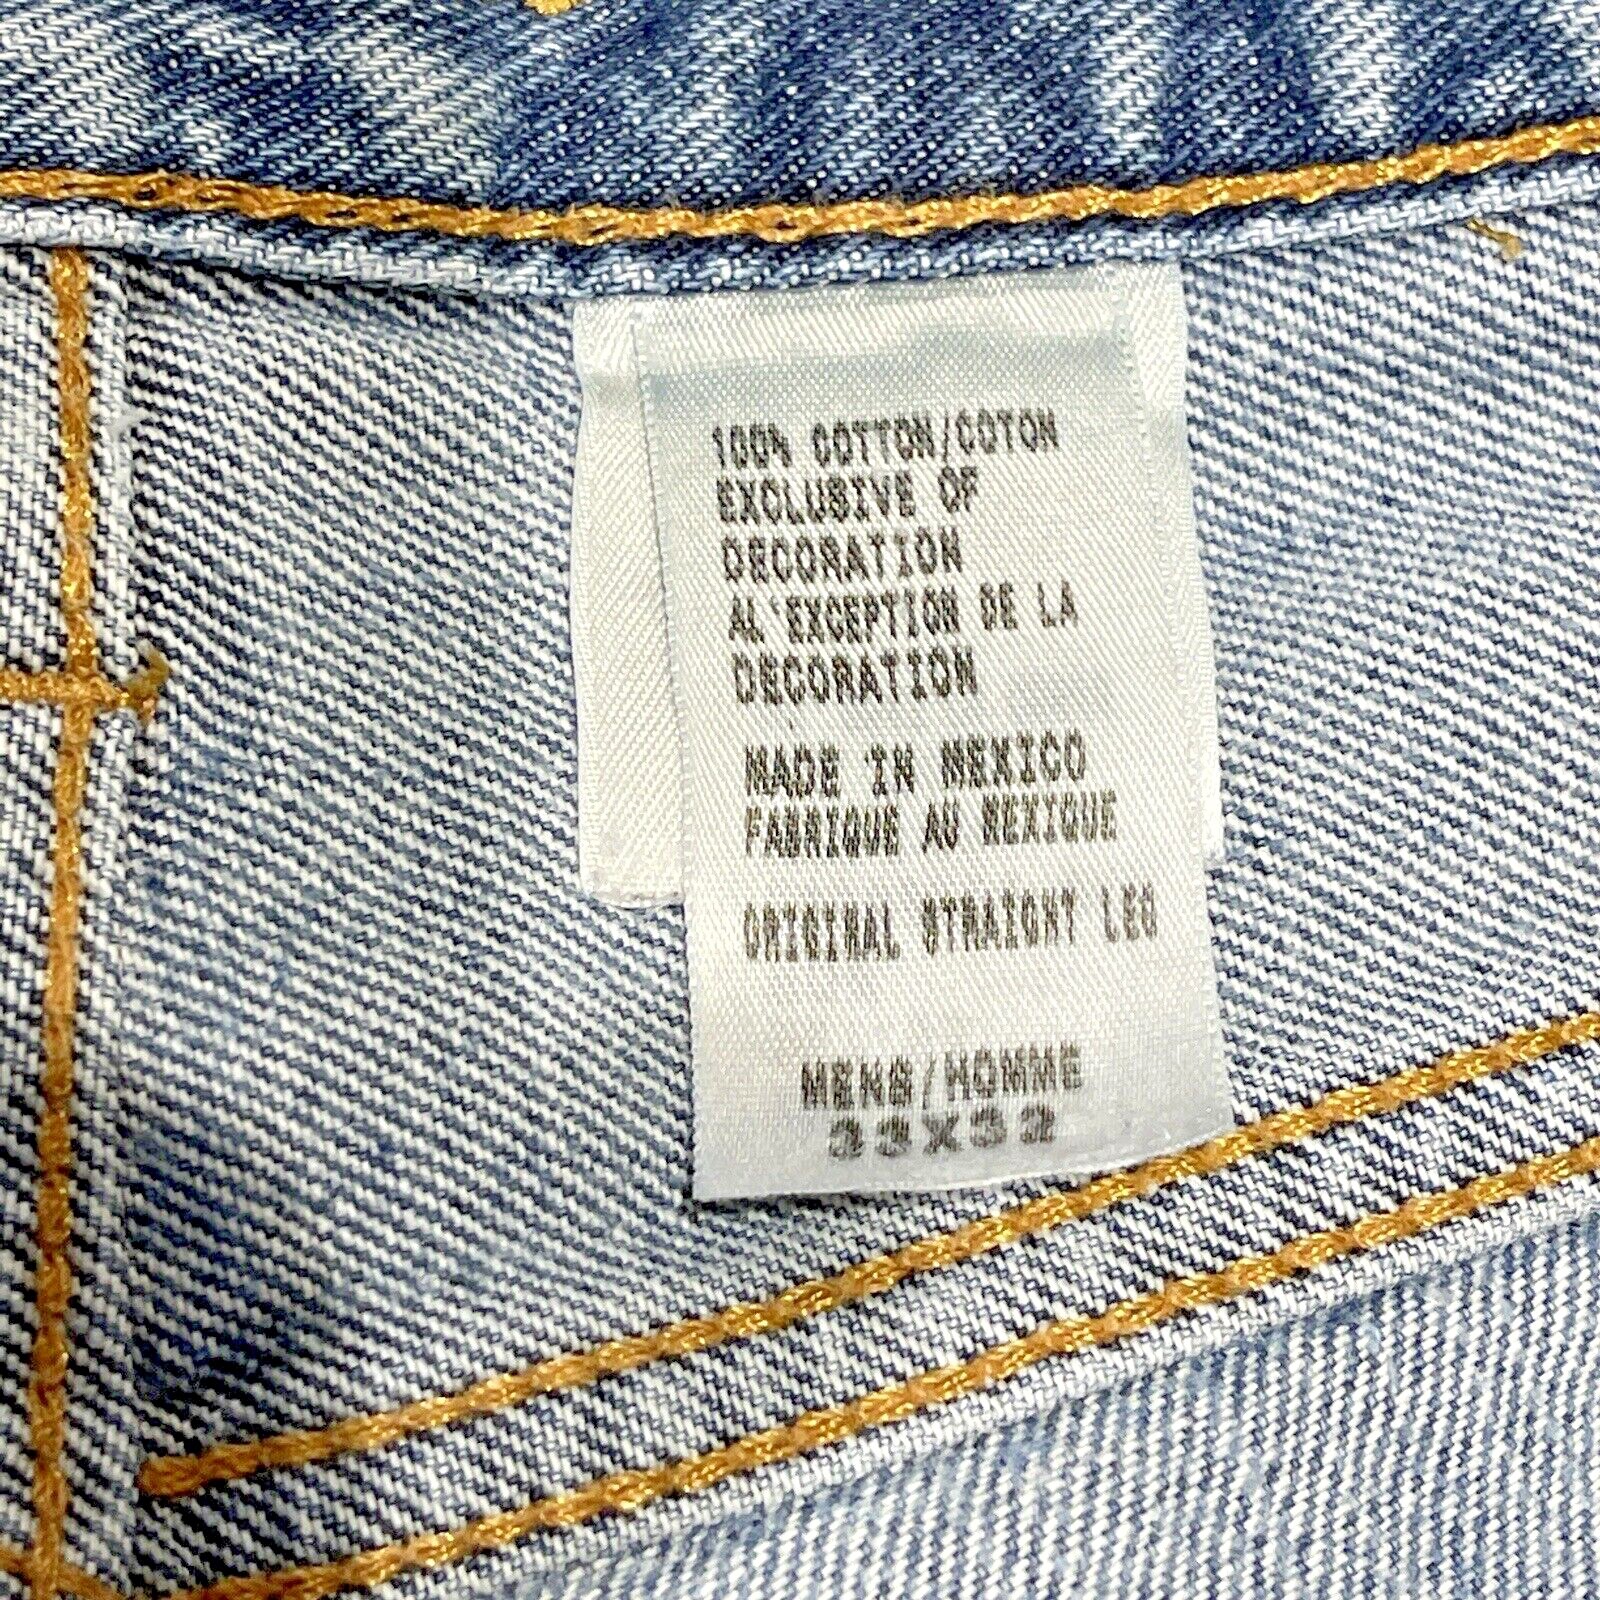 100% COTTON/COTON
EXCLUSIVE OF
DECORATION
AL'EXCEPTION DE LA
DECORATION
MADE IN MEXICO
FABRIQUE AU MEXIQUE
ORIGINAL STRAIGHT LEG
MENS/HOMME
33X32